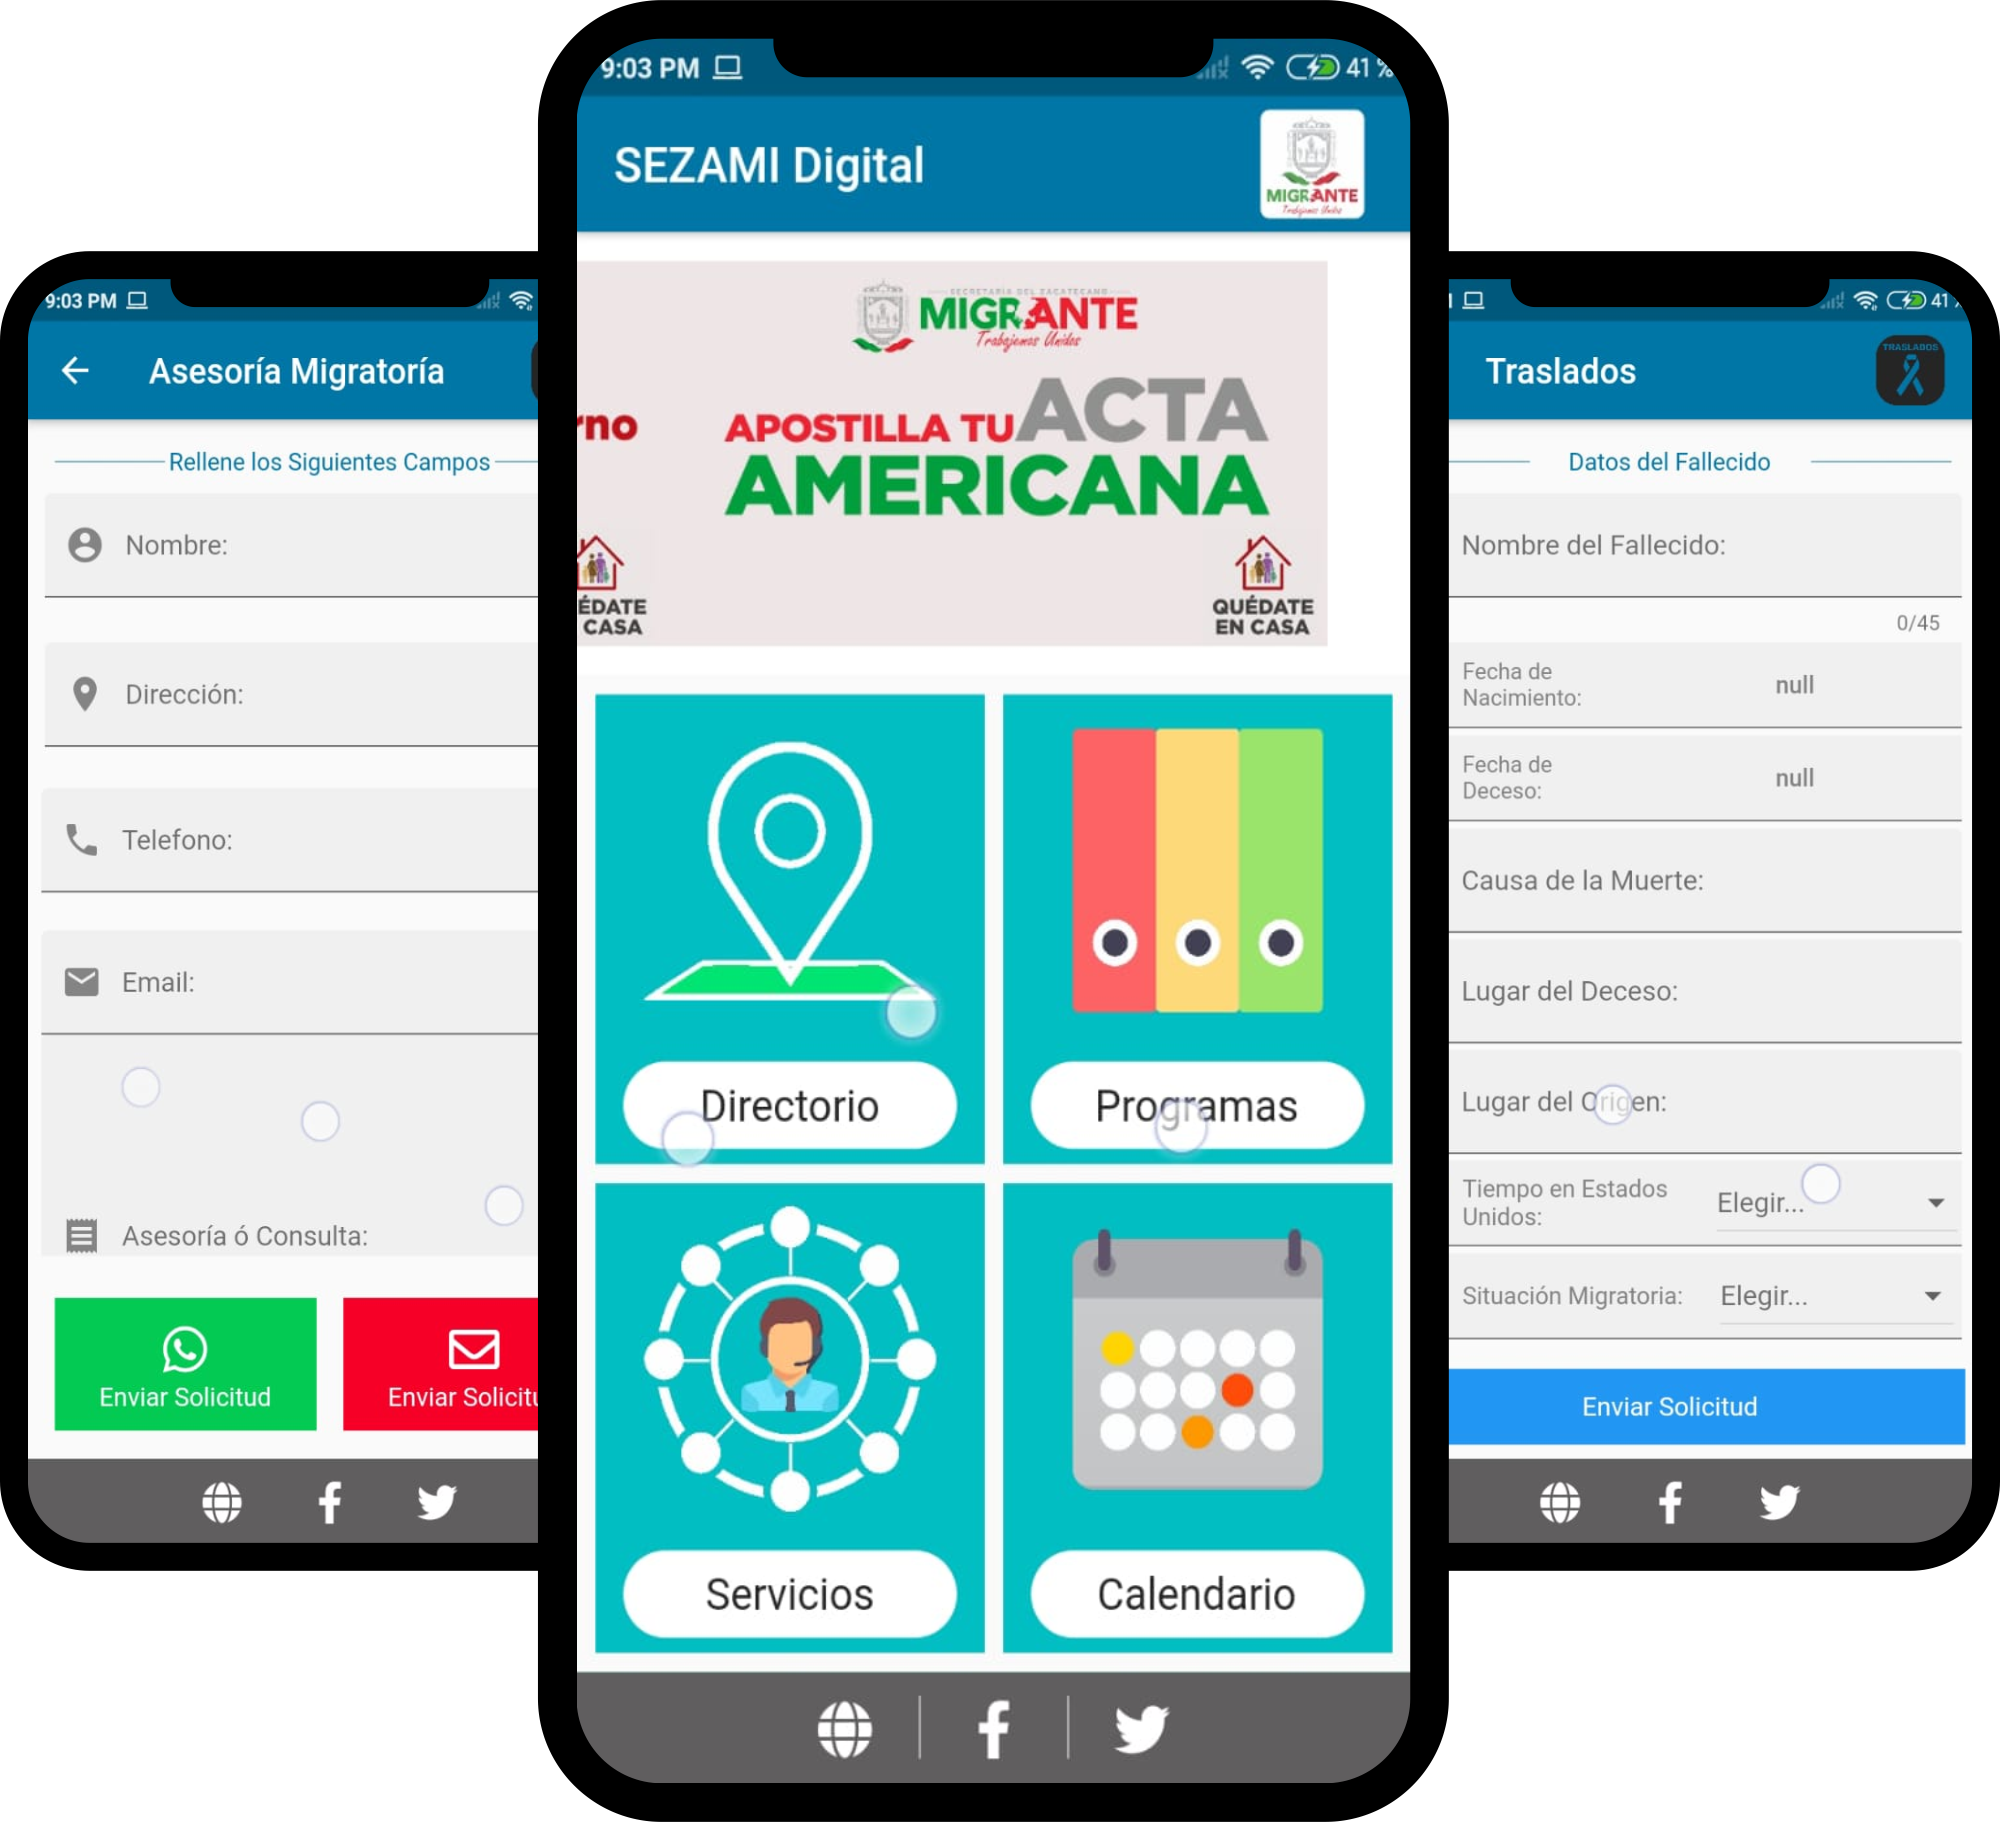 9:03 PM
Asesoría Migratoría
Rellene los Siguientes Campos
Nombre:
Dirección:
Telefono:
Email:
Asesoría ó Consulta:
Enviar Solicitud
Enviar Solicitu
9:03 PM
41 %
SEZAMI Digital
MIGRANTE
Trabajemos Unidos
SECRETARÍA DEL ZACATECANO
MIGRANTE
Trabajemos Unidos
rno
APOSTILLA TU ACTA
AMERICANA
ÉDATE
CASA
QUÉDATE
EN CASA
Directorio
Programas
Servicios
Calendario
41
Traslados
TRASLADOS
Datos del Fallecido
Nombre del Fallecido:
0/45
Fecha de
Nacimiento:
null
Fecha de
Deceso:
null
Causa de la Muerte:
Lugar del Deceso:
Lugar del Origen:
Tiempo en Estados
Unidos:
Elegir...
Situación Migratoria:
Elegir...
Enviar Solicitud